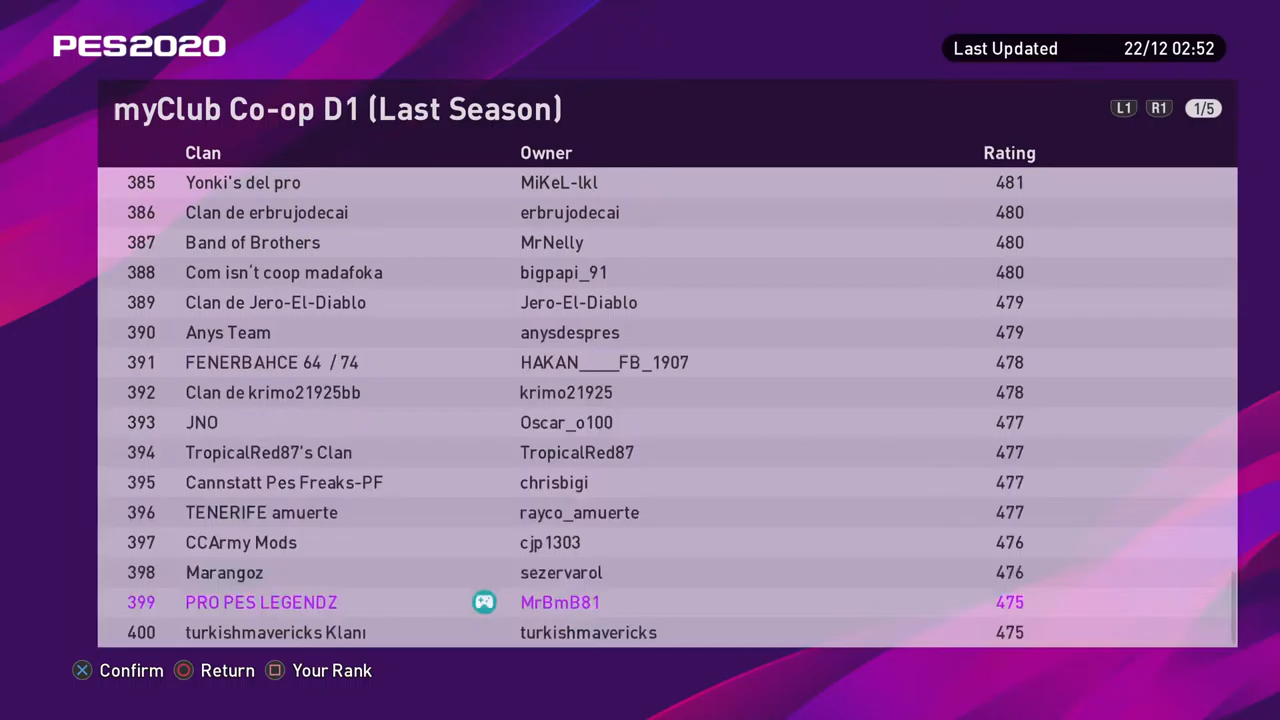 PES2020
Last Updated 22/12 02:52
myClub Co-op D1 (Last Season) L1 R1 1/5
Clan Owner Rating
385 Yonki's del pro MiKeL-lkl 481
386 Clan de erbrujodecai erbrujodecai 480
387 Band of Brothers MrNelly 480
388 Com isn't coop madafoka bigpapi_91 480
389 Clan de Jero-El-Diablo Jero-El-Diablo 479
390 Anys Team anysdespres 479
391 FENERBAHCE 64 / 74 HAKAN____FB_1907 478
392 Clan de krimo21925bb krimo21925 478
393 JNO Oscar_o100 477
394 TropicalRed87's Clan TropicalRed87 477
395 Cannstatt Pes Freaks-PF chrisbigi 477
396 TENERIFE amuerte rayco_amuerte 477
397 CCArmy Mods cjp1303 476
398 Marangoz sezervarol 476
399 PRO PES LEGENDZ MrBmB81 475
400 turkishmavericks Klanı turkishmavericks 475
Confirm Return Your Rank